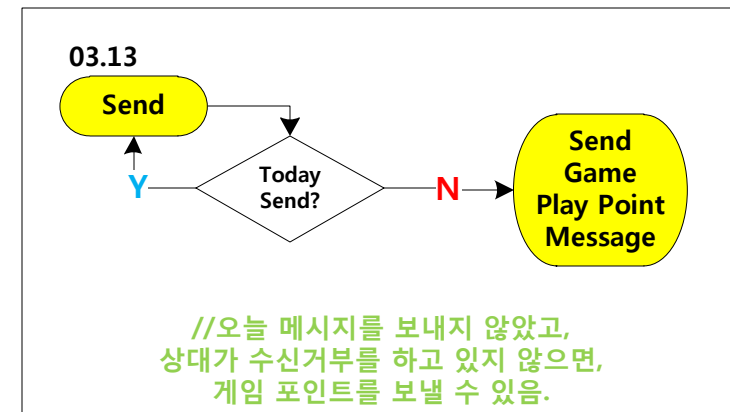 03.13
Send
Today
Send?
Y
N
Send
Game
Play Point
Message
//오늘 메시지를 보내지 않았고,
상대가 수신거부를 하고 있지 않으면,
게임 포인트를 보낼 수 있음.